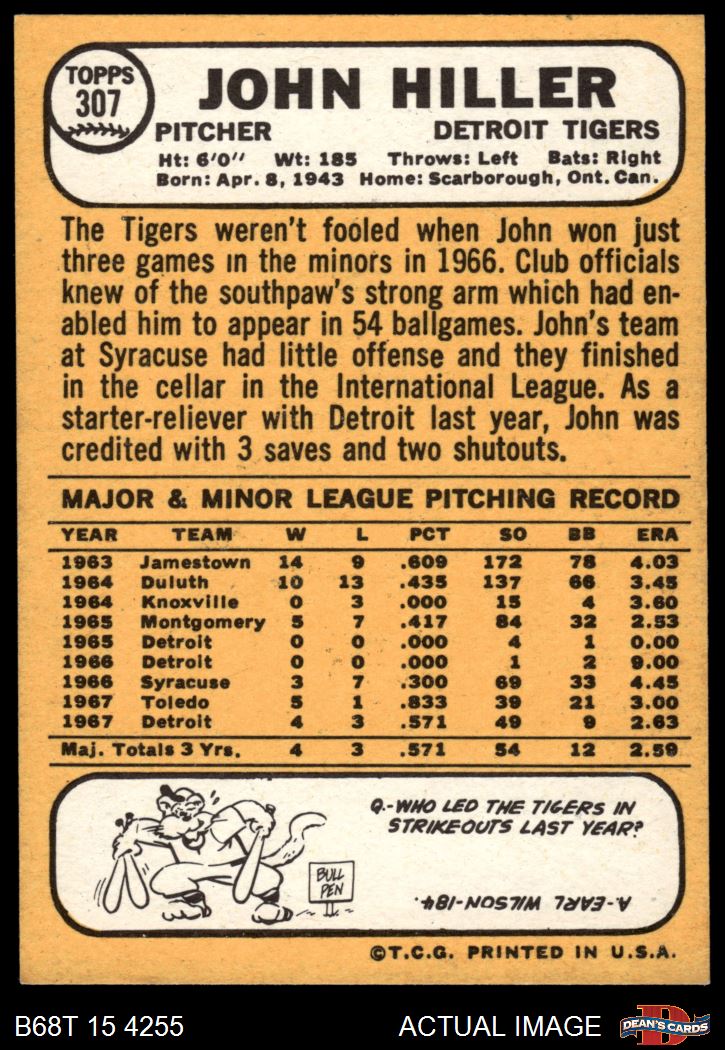 TOPPS
307
JOHN HILLER
PITCHER DETROIT TIGERS
Ht: 6'0" Wt: 185 Throws: Left Bats: Right
Born: Apr. 8, 1943 Home: Scarborough, Ont. Can.
The Tigers weren't fooled when John won just
three games in the minors in 1966. Club officials
knew of the southpaw's strong arm which had en-
abled him to appear in 54 ballgames. John's team
at Syracuse had little offense and they finished
in the cellar in the International League. As a
starter-reliever with Detroit last year, John was
credited with 3 saves and two shutouts.
MAJOR & MINOR LEAGUE PITCHING RECORD
YEAR TEAM W L PCT SO BB ERA
1963 Jamestown 14 9 .609 172 78 4.03
1964 Duluth 10 13 .435 137 66 3.45
1964 Knoxville 0 3 .000 15 4 3.60
1965 Montgomery 5 7 .417 84 32 2.53
1965 Detroit 0 0 .000 4 1 0.00
1966 Detroit 0 0 .000 1 2 9.00
1966 Syracuse 3 7 .300 69 33 4.45
1967 Toledo 5 1 .833 39 21 3.00
1967 Detroit 4 3 .571 49 9 2.63
Maj. Totals 3 Yrs. 4 3 .571 54 12 2.59
Q.-WHO LED THE TIGERS IN
STRIKEOUTS LAST YEAR?
BULL
PEN
A-EARL WILSON-184.
©T.C.G. PRINTED IN U.S.A.
B68T 15 4255 ACTUAL IMAGE D DEAN'S CARDS